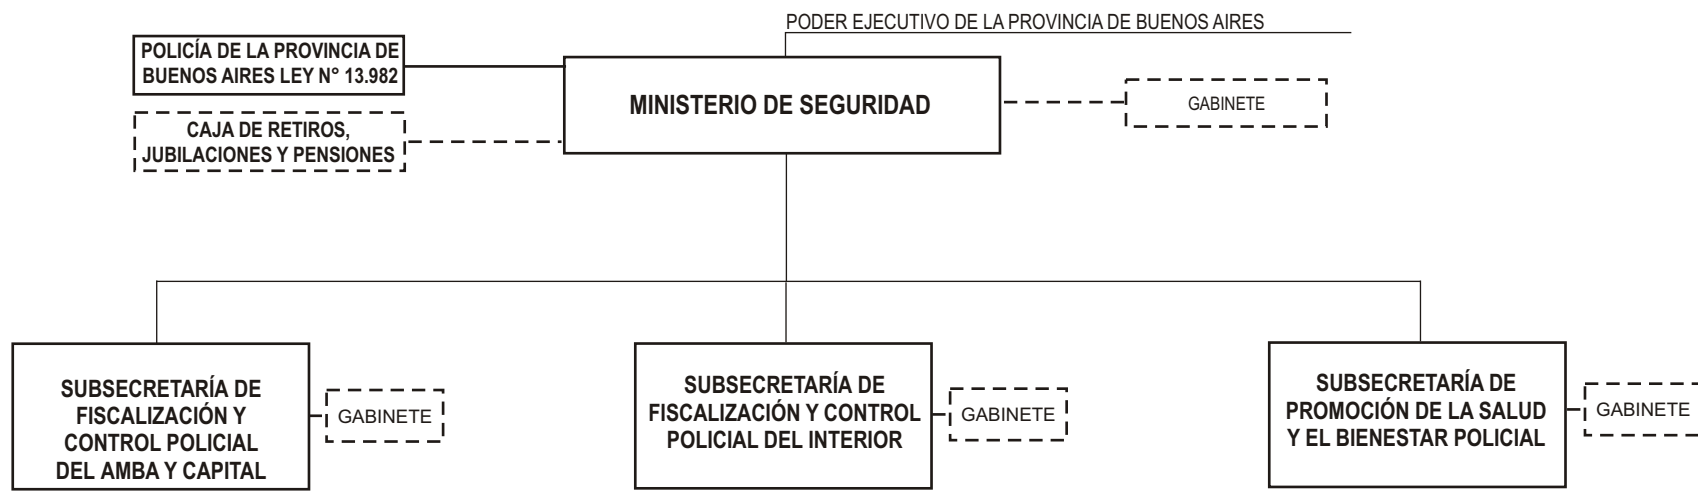 PODER EJECUTIVO DE LA PROVINCIA DE BUENOS AIRES
POLICÍA DE LA PROVINCIA DE
BUENOS AIRES LEY N° 13.982
MINISTERIO DE SEGURIDAD
GABINETE
CAJA DE RETIROS,
JUBILACIONES Y PENSIONES
SUBSECRETARÍA DE
FISCALIZACIÓN Y
CONTROL POLICIAL
DEL AMBA Y CAPITAL
GABINETE
SUBSECRETARÍA DE
FISCALIZACIÓN Y CONTROL
POLICIAL DEL INTERIOR
GABINETE
SUBSECRETARÍA DE
PROMOCIÓN DE LA SALUD
Y EL BIENESTAR POLICIAL
GABINETE